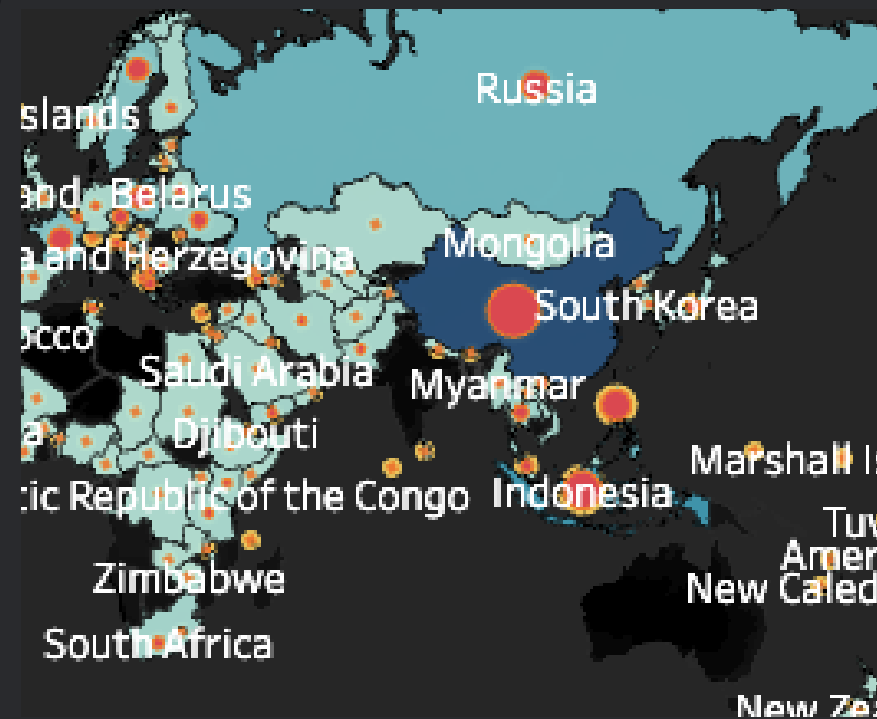 Russia
slands
and Belarus
Mongolia
a and Herzegovina
South Korea
occo
Saudi Arabia
Myanmar
a
Djibouti
Marshall Is
tic Republic of the Congo
Indonesia
Tuv
Amer
Zimbabwe
New Caled
South Africa
New Zea